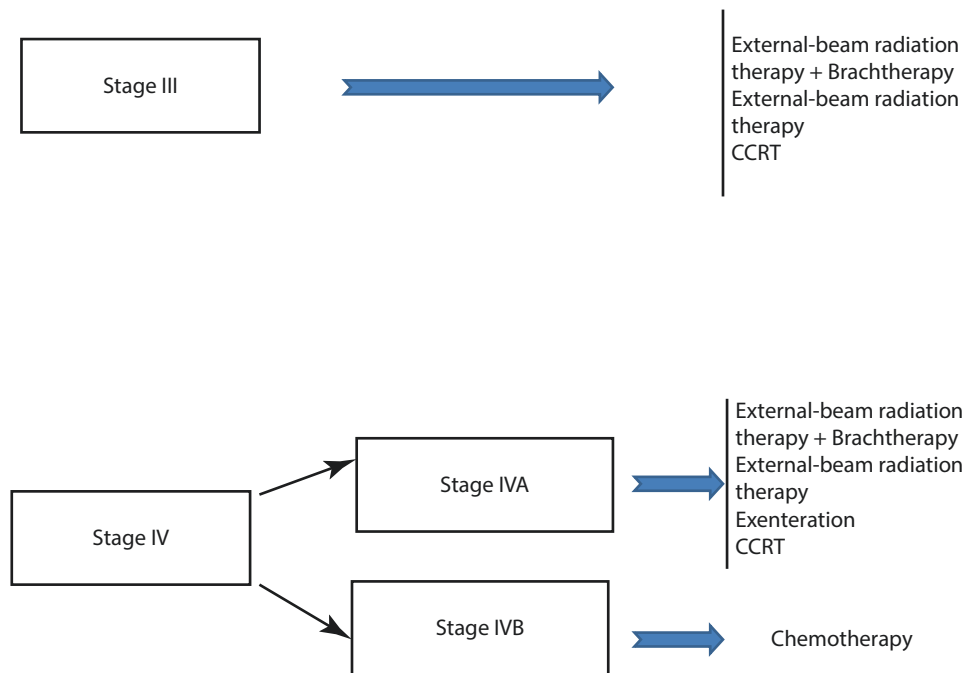 Stage III
External-beam radiation
therapy + Brachtherapy
External-beam radiation
therapy
CCRT
Stage IV
Stage IVA
External-beam radiation
therapy + Brachtherapy
External-beam radiation
therapy
Exenteration
CCRT
Stage IVB
Chemotherapy